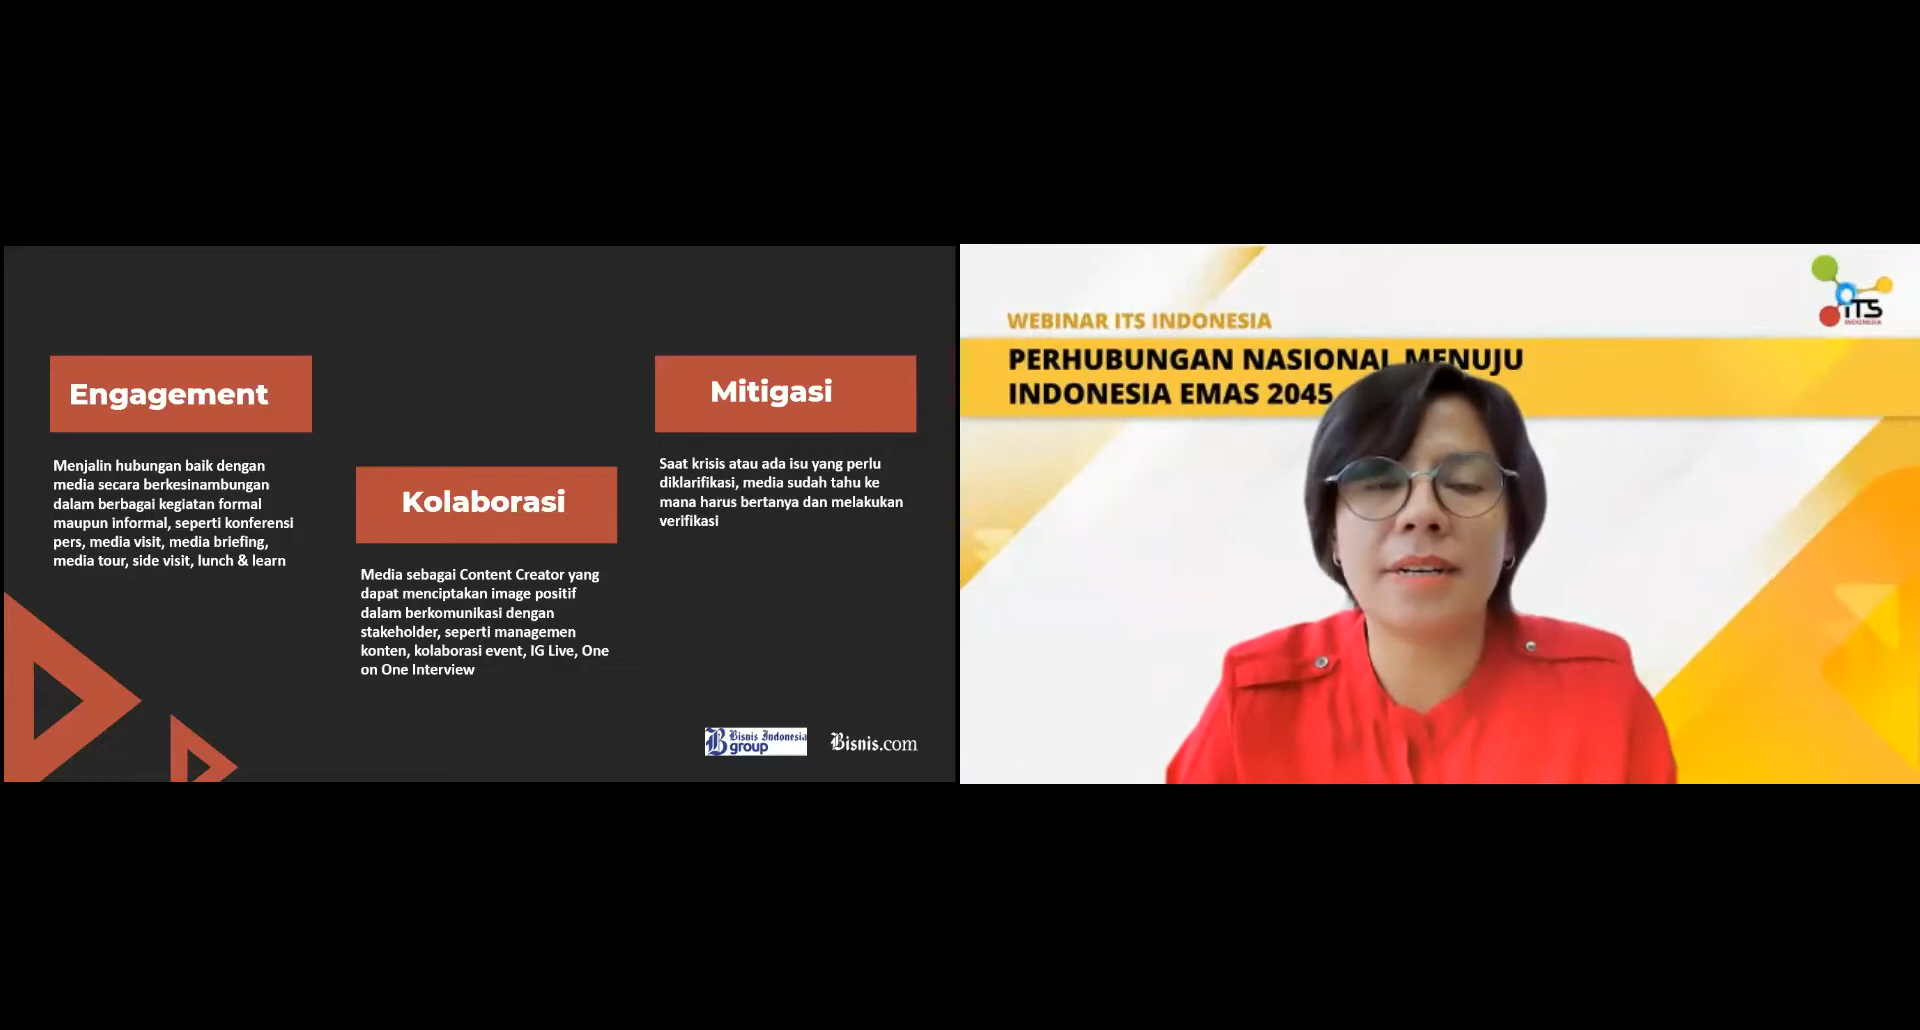 Engagement
Menjalin hubungan baik dengan
media secara berkesinambungan
dalam berbagai kegiatan formal
maupun informal, seperti konferensi
pers, media visit, media briefing,
media tour, side visit, lunch & learn
Kolaborasi
Media sebagai Content Creator yang
dapat menciptakan image positif
dalam berkomunikasi dengan
stakeholder, seperti managemen
konten, kolaborasi event, IG Live, One
on One Interview
Mitigasi
Saat krisis atau ada isu yang perlu
diklarifikasi, media sudah tahu ke
mana harus bertanya dan melakukan
verifikasi
B Bisnis Indonesia
group
Bisnis.com
WEBINAR ITS INDONESIA
PERHUBUNGAN NASIONAL MENUJU
INDONESIA EMAS 2045
iTS
INDONESIA